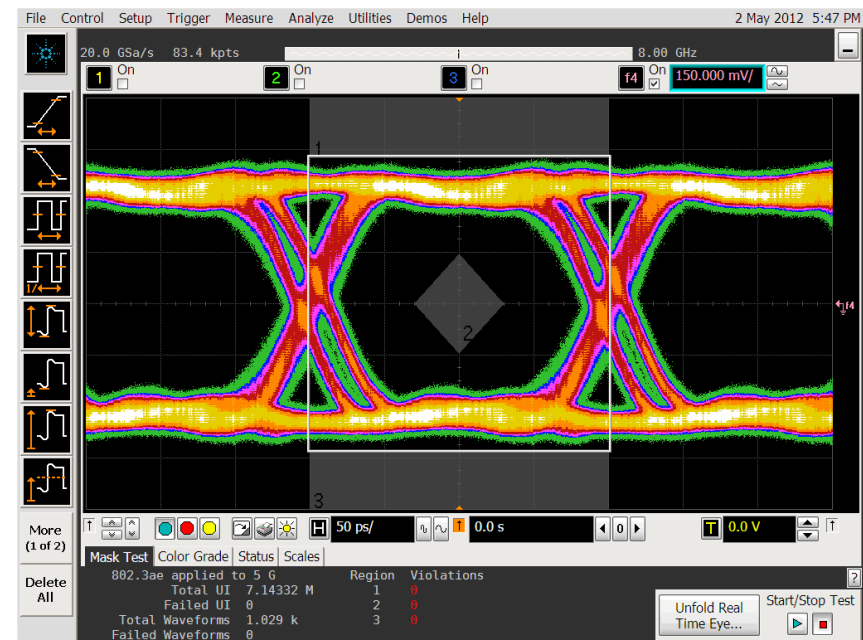 File Control Setup Trigger Measure Analyze Utilities Demos Help 2 May 2012 5:47 PM
20.0 GSa/s 83.4 kpts 8.00 GHz
1 On 2 On 3 On f4 On 150.000 mV/
1
f4
2
3
1/
More
(1 of 2)
Delete
All
H 50 ps/ T 0.0 s 0 T 0.0 V
Mask Test Color Grade Status Scales
802.3ae applied to 5 G Region Violations ?
Total UI 7.14332 M 1 0
Failed UI 0 2 0
Total Waveforms 1.029 k 3 0
Failed Waveforms 0
Unfold Real
Time Eye...
Start/Stop Test